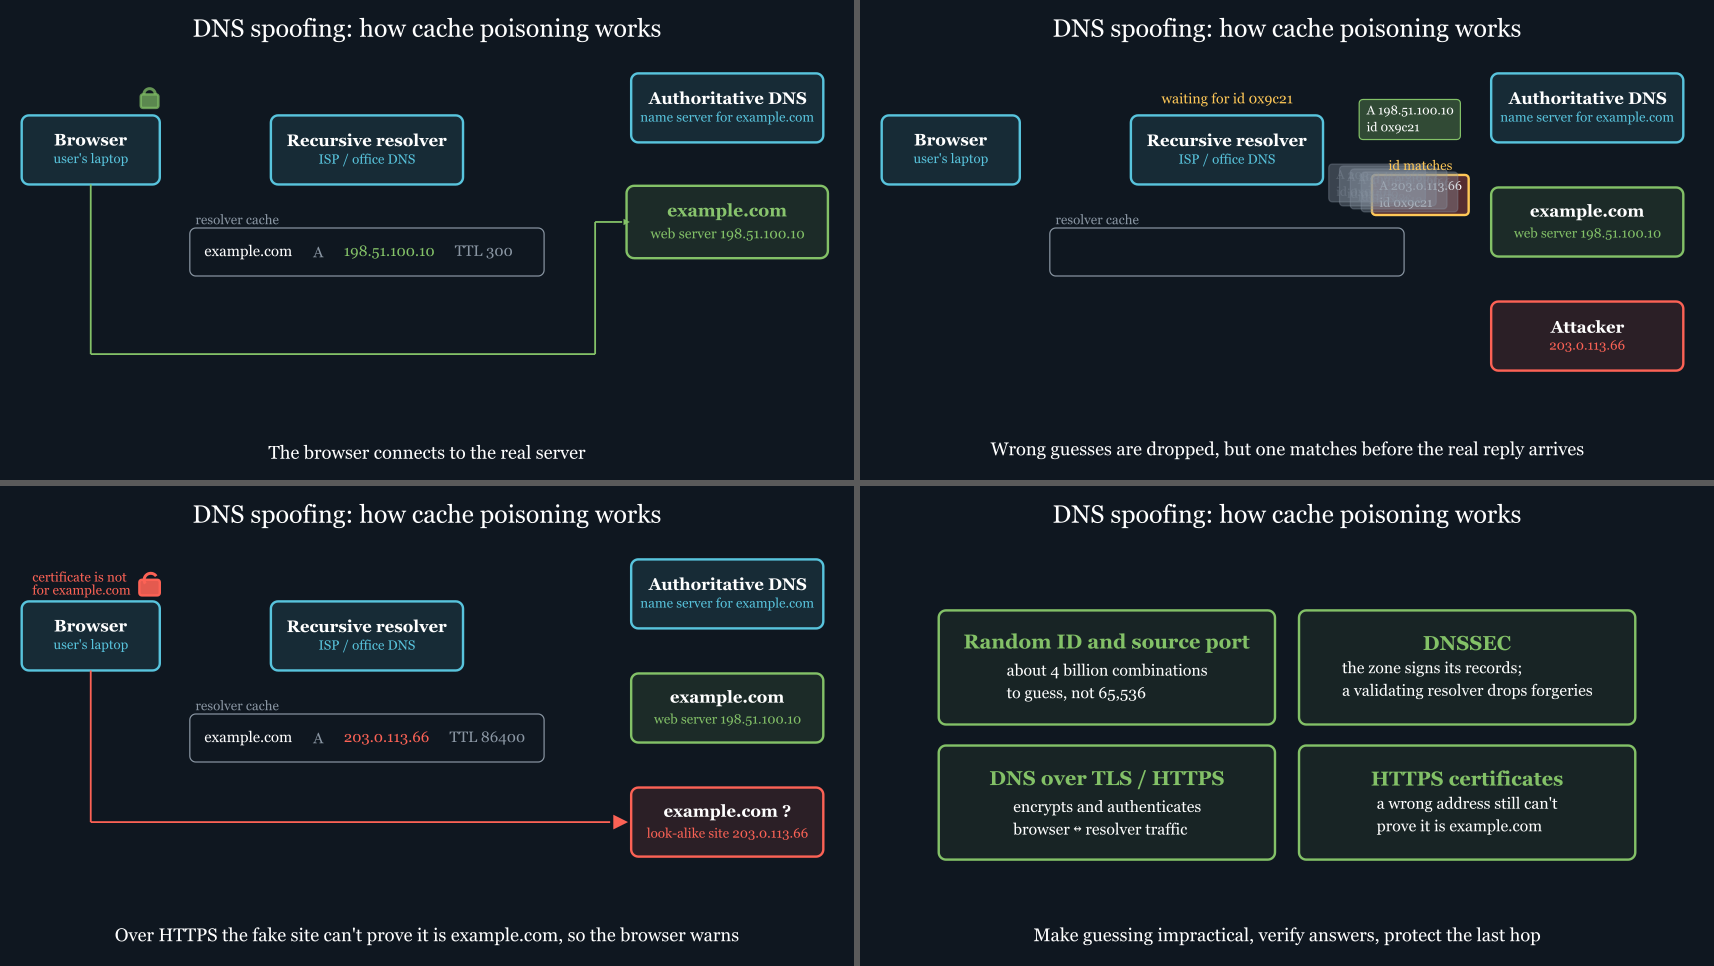 DNS spoofing: how cache poisoning works
Authoritative DNS
name server for example.com
Browser
user's laptop
Recursive resolver
ISP / office DNS
example.com
web server 198.51.100.10
resolver cache
example.com A 198.51.100.10 TTL 300
The browser connects to the real server
DNS spoofing: how cache poisoning works
waiting for id 0x9c21
A 198.51.100.10
id 0x9c21
Authoritative DNS
name server for example.com
Browser
user's laptop
Recursive resolver
ISP / office DNS
id matches
A 203.0.113.66
id 0x9c21
example.com
web server 198.51.100.10
resolver cache
Attacker
203.0.113.66
Wrong guesses are dropped, but one matches before the real reply arrives
DNS spoofing: how cache poisoning works
certificate is not
for example.com
Authoritative DNS
name server for example.com
Browser
user's laptop
Recursive resolver
ISP / office DNS
example.com
web server 198.51.100.10
resolver cache
example.com A 203.0.113.66 TTL 86400
example.com ?
look-alike site 203.0.113.66
Over HTTPS the fake site can't prove it is example.com, so the browser warns
DNS spoofing: how cache poisoning works
Random ID and source port
about 4 billion combinations
to guess, not 65,536
DNSSEC
the zone signs its records;
a validating resolver drops forgeries
DNS over TLS / HTTPS
encrypts and authenticates
browser ↔ resolver traffic
HTTPS certificates
a wrong address still can't
prove it is example.com
Make guessing impractical, verify answers, protect the last hop